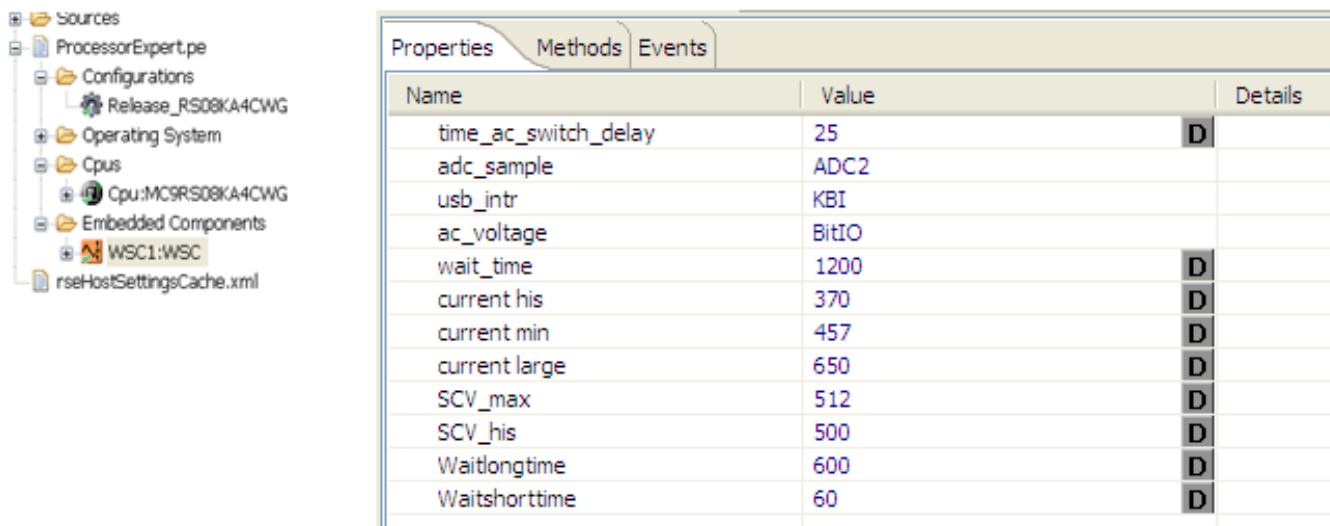 Sources
ProcessorExpert.pe
Configurations
Release_RS08KA4CWG
Operating System
Cpus
Cpu:MC9RS08KA4CWG
Embedded Components
WSC1:WSC
rseHostSettingsCache.xml
Properties Methods Events
Name Value Details
time_ac_switch_delay 25 D
adc_sample ADC2
usb_intr KBI
ac_voltage BitIO
wait_time 1200 D
current his 370 D
current min 457 D
current large 650 D
SCV_max 512 D
SCV_his 500 D
Waitlongtime 600 D
Waitshorttime 60 D